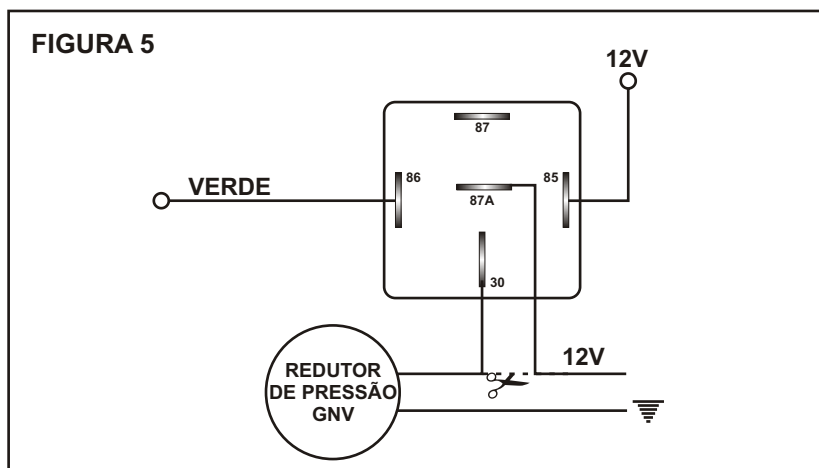 FIGURA 5
12V
87
86
85
VERDE
87A
30
12V
REDUTOR
DE PRESSÃO
GNV